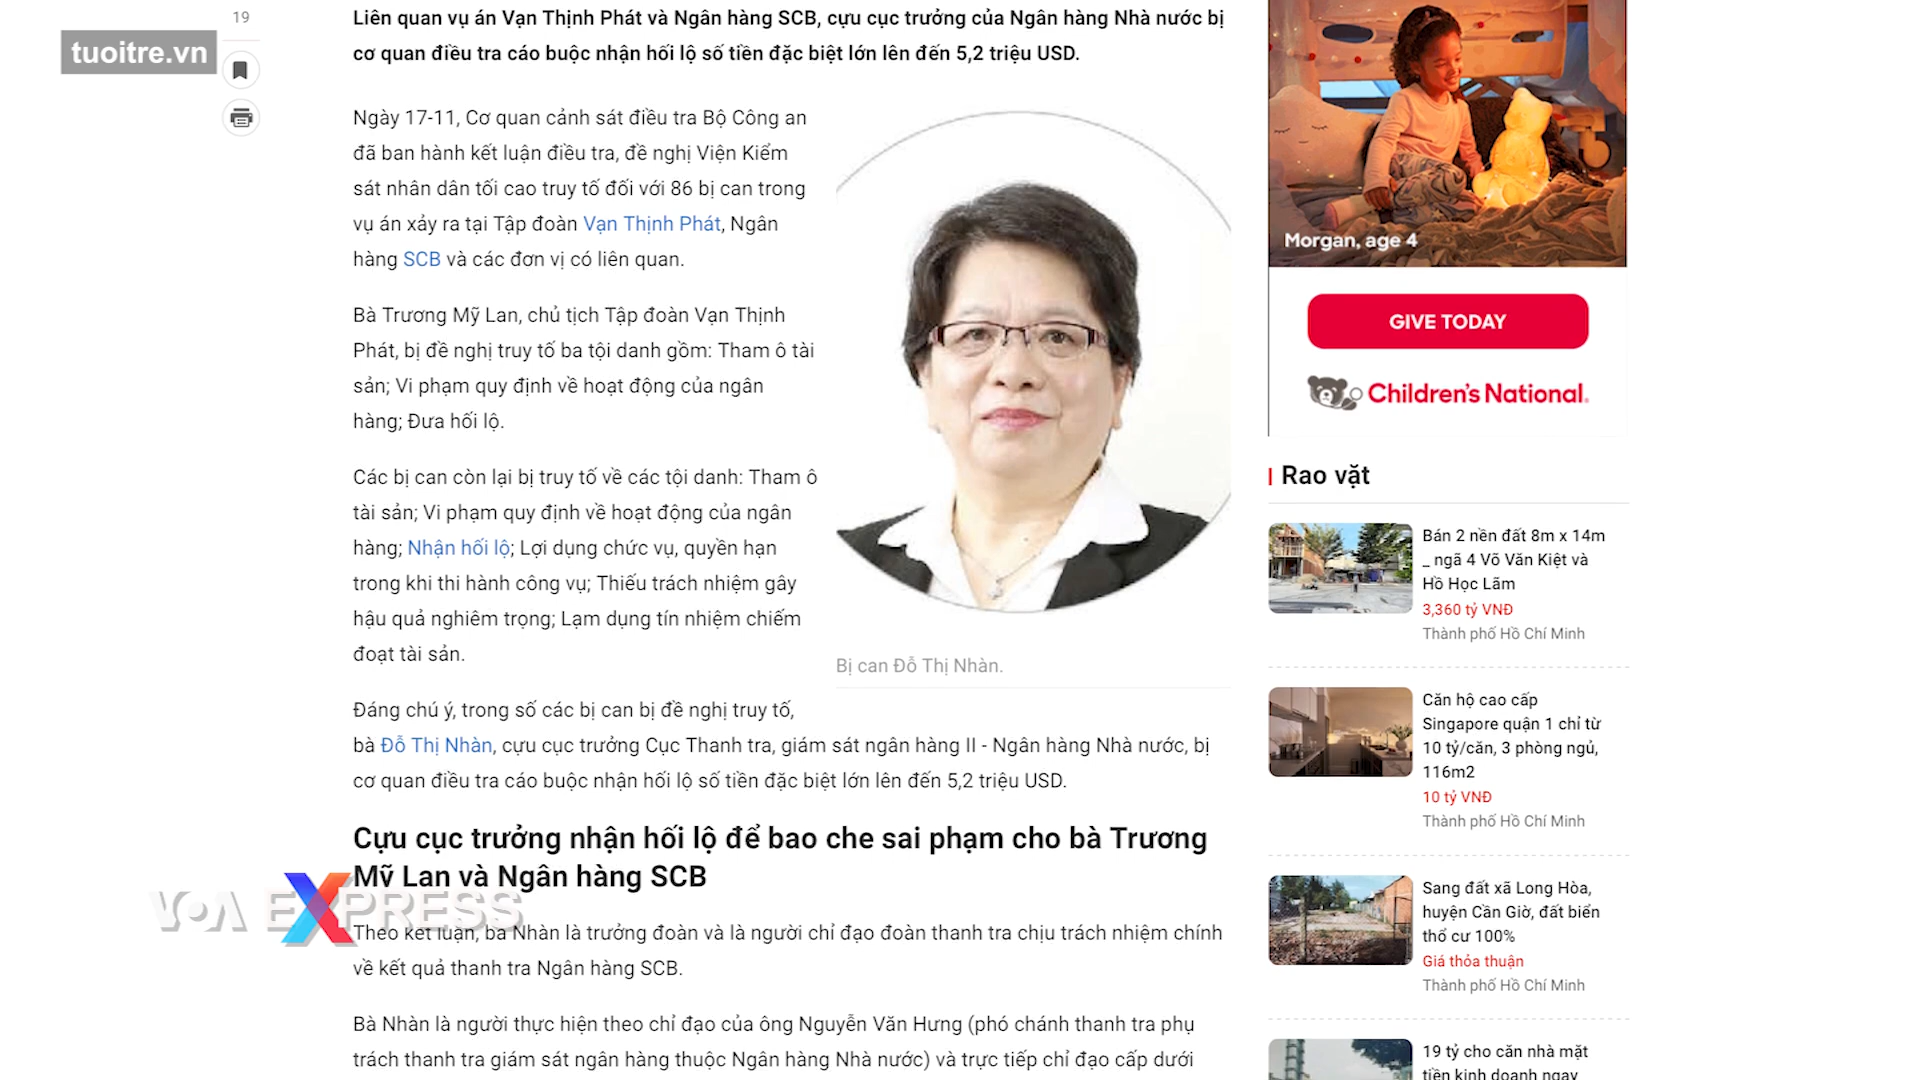 19
tuoitre.vn
Liên quan vụ án Vạn Thịnh Phát và Ngân hàng SCB, cựu cục trưởng của Ngân hàng Nhà nước bị
cơ quan điều tra cáo buộc nhận hối lộ số tiền đặc biệt lớn lên đến 5,2 triệu USD.
Ngày 17-11, Cơ quan cảnh sát điều tra Bộ Công an
đã ban hành kết luận điều tra, đề nghị Viện Kiểm
sát nhân dân tối cao truy tố đối với 86 bị can trong
vụ án xảy ra tại Tập đoàn Vạn Thịnh Phát, Ngân
hàng SCB và các đơn vị có liên quan.
Bà Trương Mỹ Lan, chủ tịch Tập đoàn Vạn Thịnh
Phát, bị đề nghị truy tố ba tội danh gồm: Tham ô tài
sản; Vi phạm quy định về hoạt động của ngân
hàng; Đưa hối lộ.
Các bị can còn lại bị truy tố về các tội danh: Tham ô
tài sản; Vi phạm quy định về hoạt động của ngân
hàng; Nhận hối lộ; Lợi dụng chức vụ, quyền hạn
trong khi thi hành công vụ; Thiếu trách nhiệm gây
hậu quả nghiêm trọng; Lạm dụng tín nhiệm chiếm
đoạt tài sản.
Bị can Đỗ Thị Nhàn.
Đáng chú ý, trong số các bị can bị đề nghị truy tố,
bà Đỗ Thị Nhàn, cựu cục trưởng Cục Thanh tra, giám sát ngân hàng II - Ngân hàng Nhà nước, bị
cơ quan điều tra cáo buộc nhận hối lộ số tiền đặc biệt lớn lên đến 5,2 triệu USD.
Cựu cục trưởng nhận hối lộ để bao che sai phạm cho bà Trương
Mỹ Lan và Ngân hàng SCB
VOA EXPRESS
Theo kết luận, bà Nhàn là trưởng đoàn và là người chỉ đạo đoàn thanh tra chịu trách nhiệm chính
về kết quả thanh tra Ngân hàng SCB.
Bà Nhàn là người thực hiện theo chỉ đạo của ông Nguyễn Văn Hưng (phó chánh thanh tra phụ
trách thanh tra giám sát ngân hàng thuộc Ngân hàng Nhà nước) và trực tiếp chỉ đạo cấp dưới
Morgan, age 4
GIVE TODAY
Children's National
Rao vặt
Bán 2 nền đất 8m x 14m
_ ngã 4 Võ Văn Kiệt và
Hồ Học Lãm
3,360 tỷ VNĐ
Thành phố Hồ Chí Minh
Căn hộ cao cấp
Singapore quận 1 chỉ từ
10 tỷ/căn, 3 phòng ngủ,
116m2
10 tỷ VNĐ
Thành phố Hồ Chí Minh
Sang đất xã Long Hòa,
huyện Cần Giờ, đất biển
thổ cư 100%
Giá thỏa thuận
Thành phố Hồ Chí Minh
19 tỷ cho căn nhà mặt
tiền kinh doanh ngay